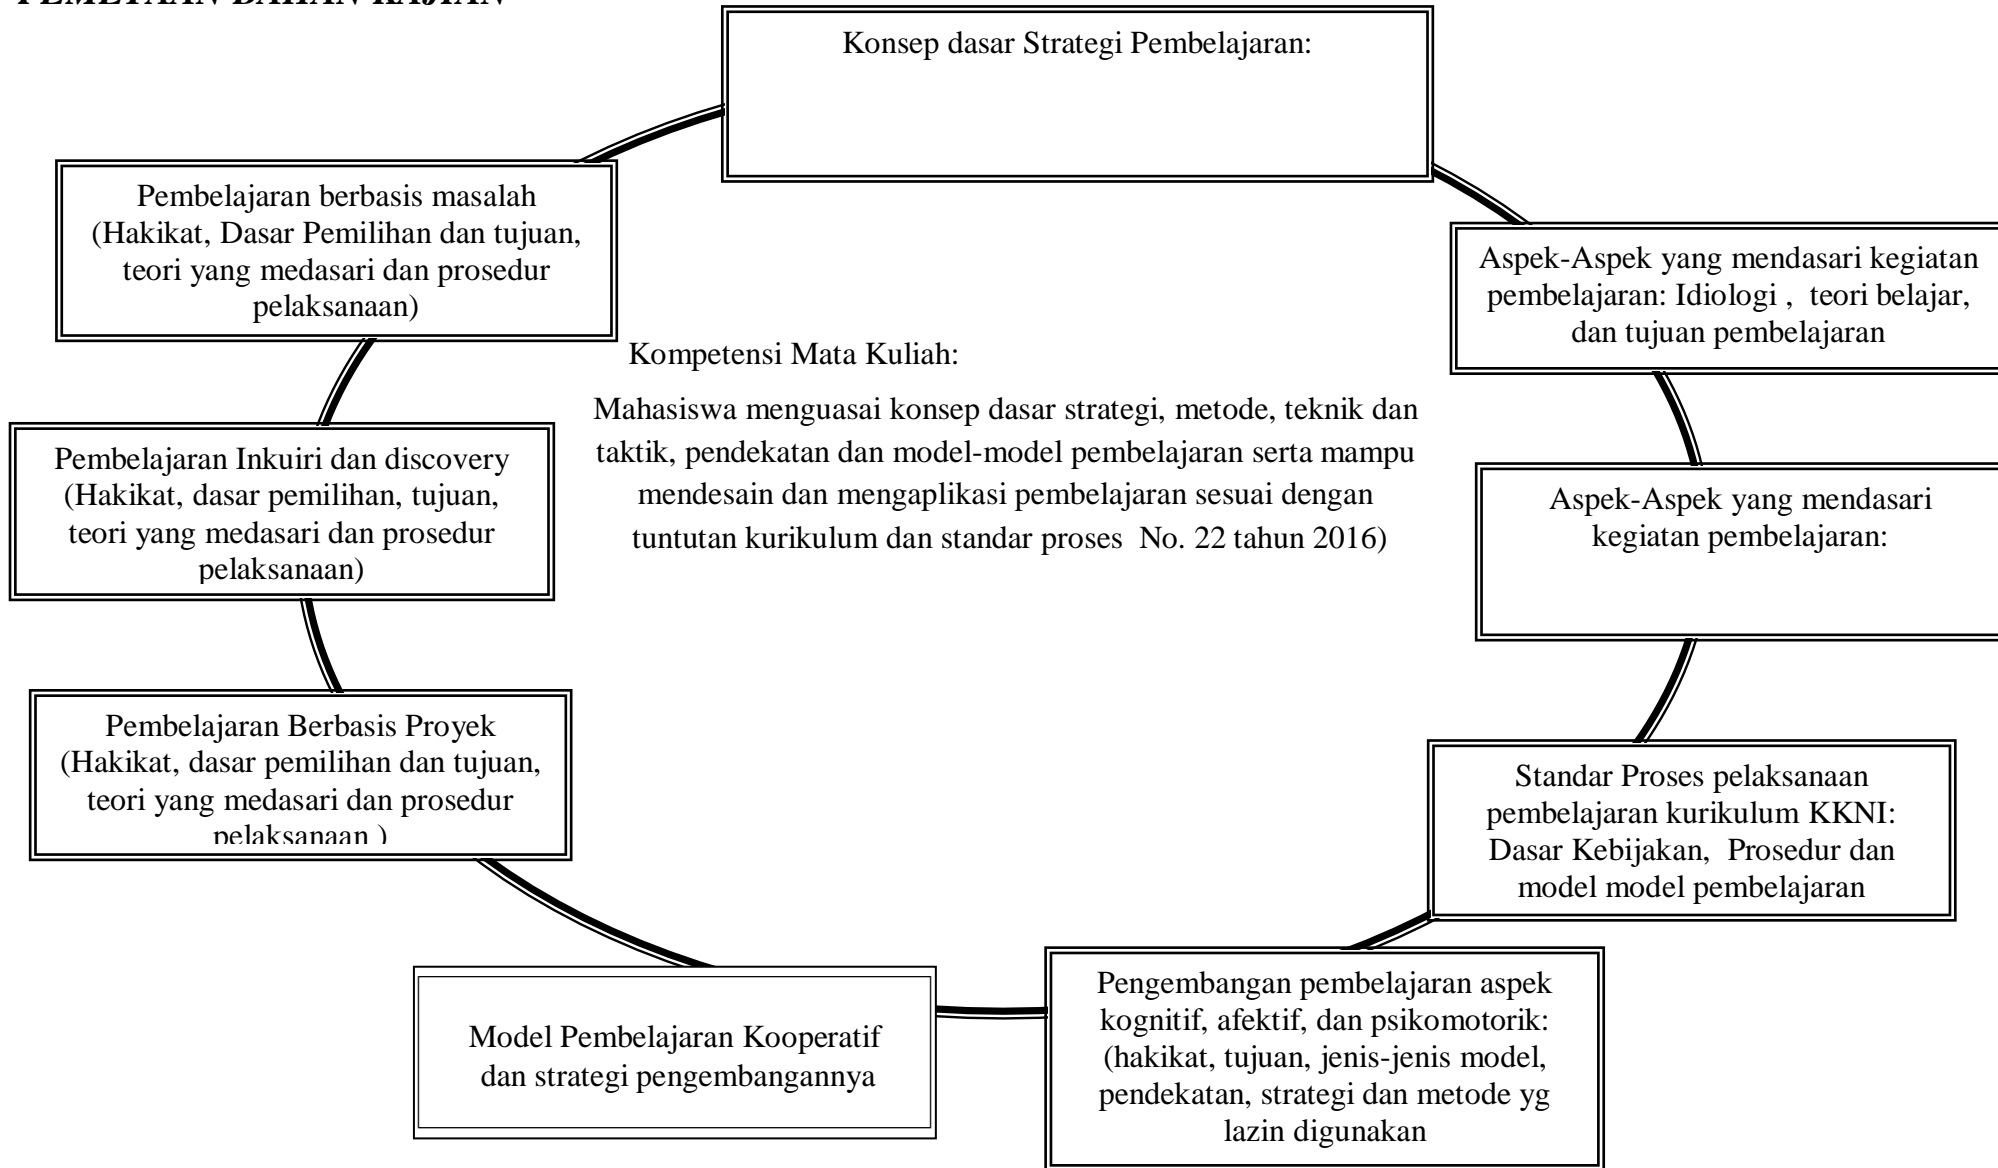 PEMETAAN BAHAN KAJIAN
Konsep dasar Strategi Pembelajaran:
Pembelajaran berbasis masalah
(Hakikat, Dasar Pemilihan dan tujuan,
teori yang medasari dan prosedur
pelaksanaan)
Aspek-Aspek yang mendasari kegiatan
pembelajaran: Idiologi , teori belajar,
dan tujuan pembelajaran
Kompetensi Mata Kuliah:
Mahasiswa menguasai konsep dasar strategi, metode, teknik dan
taktik, pendekatan dan model-model pembelajaran serta mampu
mendesain dan mengaplikasi pembelajaran sesuai dengan
tuntutan kurikulum dan standar proses No. 22 tahun 2016)
Pembelajaran Inkuiri dan discovery
(Hakikat, dasar pemilihan, tujuan,
teori yang medasari dan prosedur
pelaksanaan)
Aspek-Aspek yang mendasari
kegiatan pembelajaran:
Pembelajaran Berbasis Proyek
(Hakikat, dasar pemilihan dan tujuan,
teori yang medasari dan prosedur
pelaksanaan )
Standar Proses pelaksanaan
pembelajaran kurikulum KKNI:
Dasar Kebijakan, Prosedur dan
model model pembelajaran
Model Pembelajaran Kooperatif
dan strategi pengembangannya
Pengembangan pembelajaran aspek
kognitif, afektif, dan psikomotorik:
(hakikat, tujuan, jenis-jenis model,
pendekatan, strategi dan metode yg
lazin digunakan